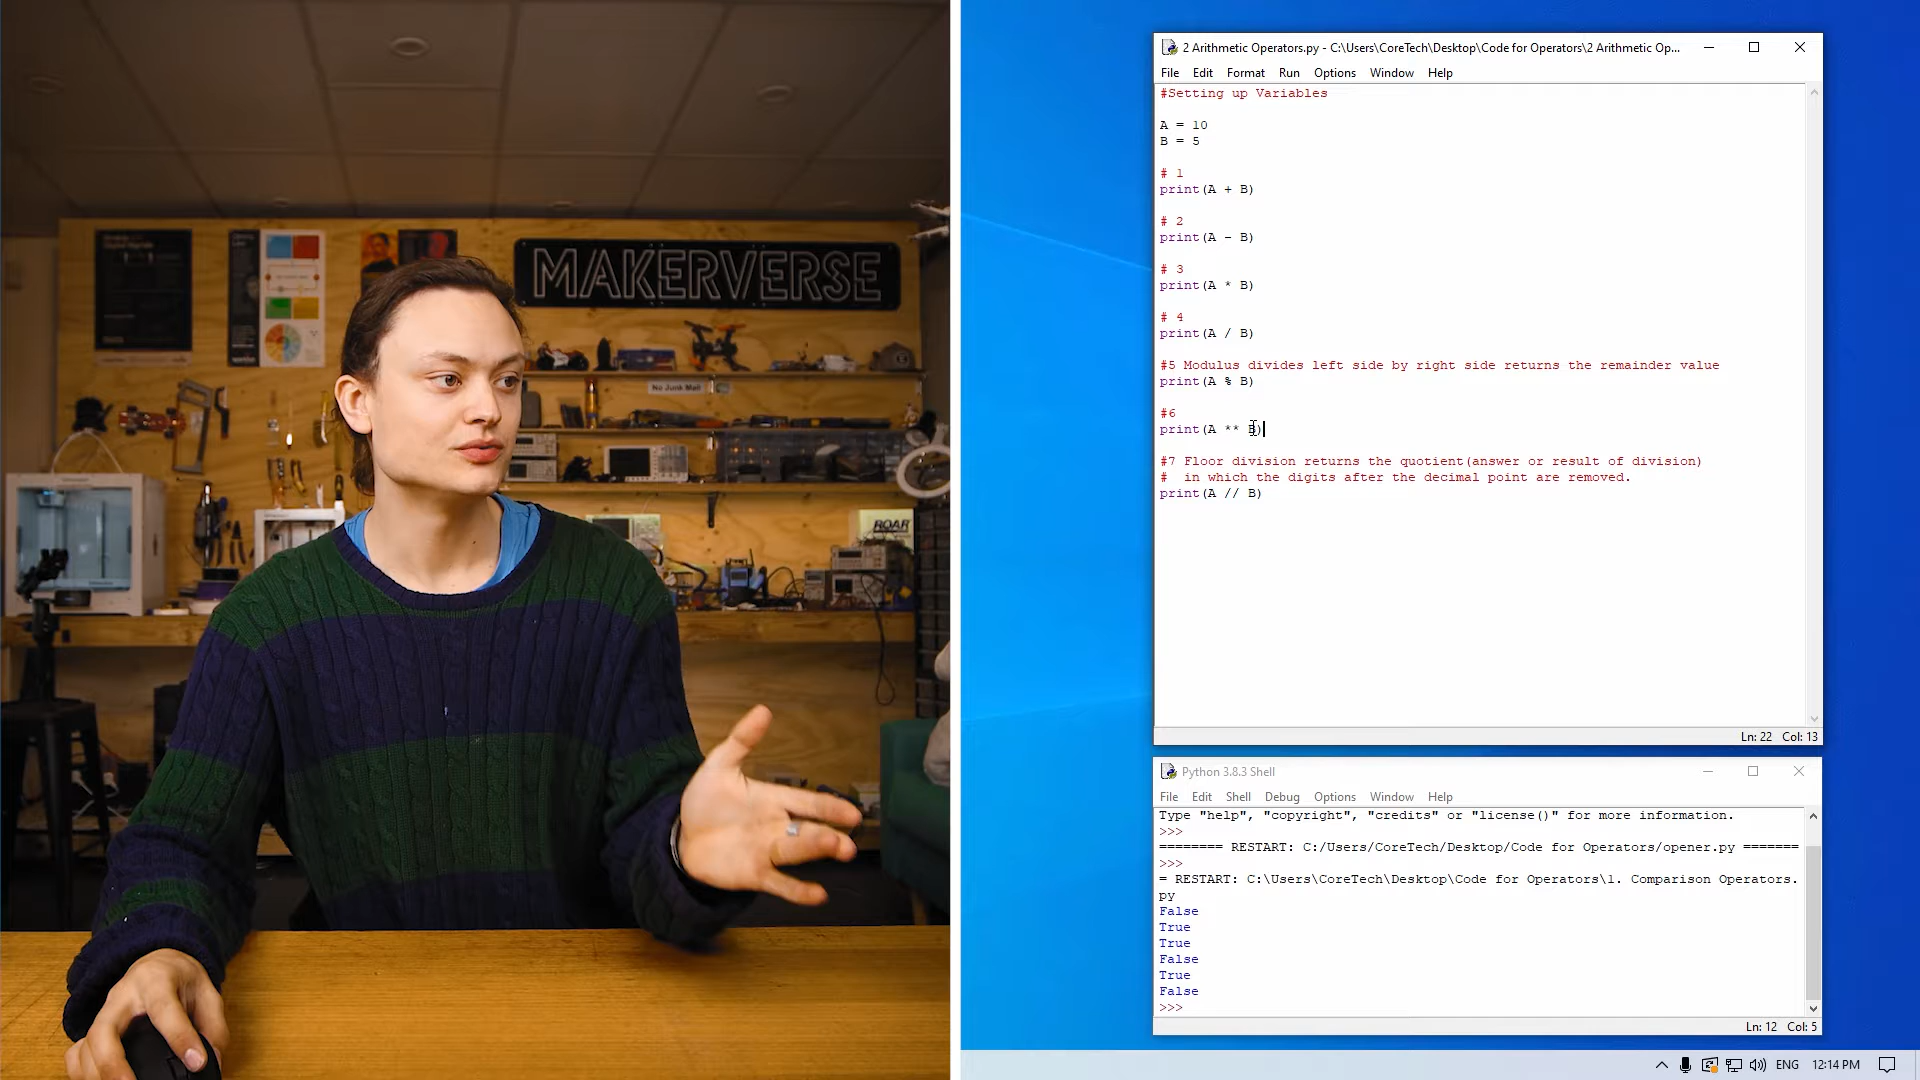 MAKERVERSE
No Junk Mail
ROAR
2 Arithmetic Operators.py - C:\Users\CoreTech\Desktop\Code for Operators\2 Arithmetic Op...
File Edit Format Run Options Window Help
#Setting up Variables
A = 10
B = 5
# 1
print(A + B)
# 2
print(A - B)
# 3
print(A * B)
# 4
print(A / B)
#5 Modulus divides left side by right side returns the remainder value
print(A % B)
#6
print(A ** B)
#7 Floor division returns the quotient(answer or result of division)
# in which the digits after the decimal point are removed.
print(A // B)
Ln: 22 Col: 13
Python 3.8.3 Shell
File Edit Shell Debug Options Window Help
Type "help", "copyright", "credits" or "license()" for more information.
>>>
======== RESTART: C:/Users/CoreTech/Desktop/Code for Operators/opener.py =======
>>>
= RESTART: C:\Users\CoreTech\Desktop\Code for Operators\1. Comparison Operators.
py
False
True
True
False
True
False
>>>
Ln: 12 Col: 5
ENG 12:14 PM